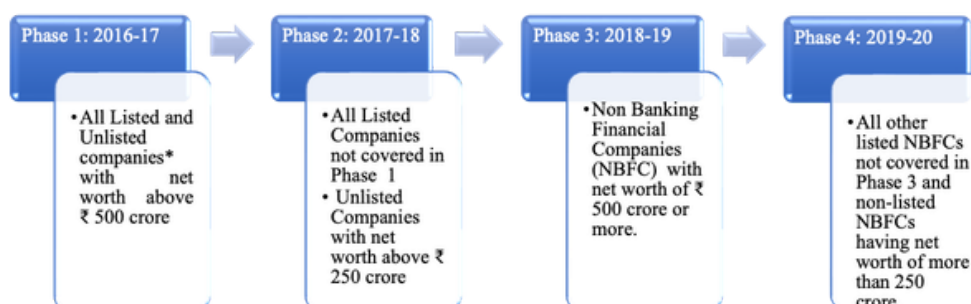 Phase 1: 2016-17
•All Listed and
Unlisted
companies*
with net
worth above
₹ 500 crore
Phase 2: 2017-18
•All Listed
Companies
not covered in
Phase 1
• Unlisted
Companies
with net
worth above ₹
250 crore
Phase 3: 2018-19
•Non Banking
Financial
Companies
(NBFC) with
net worth of ₹
500 crore or
more.
Phase 4: 2019-20
•All other
listed NBFCs
not covered in
Phase 3 and
non-listed
NBFCs
having net
worth of more
than 250
crore